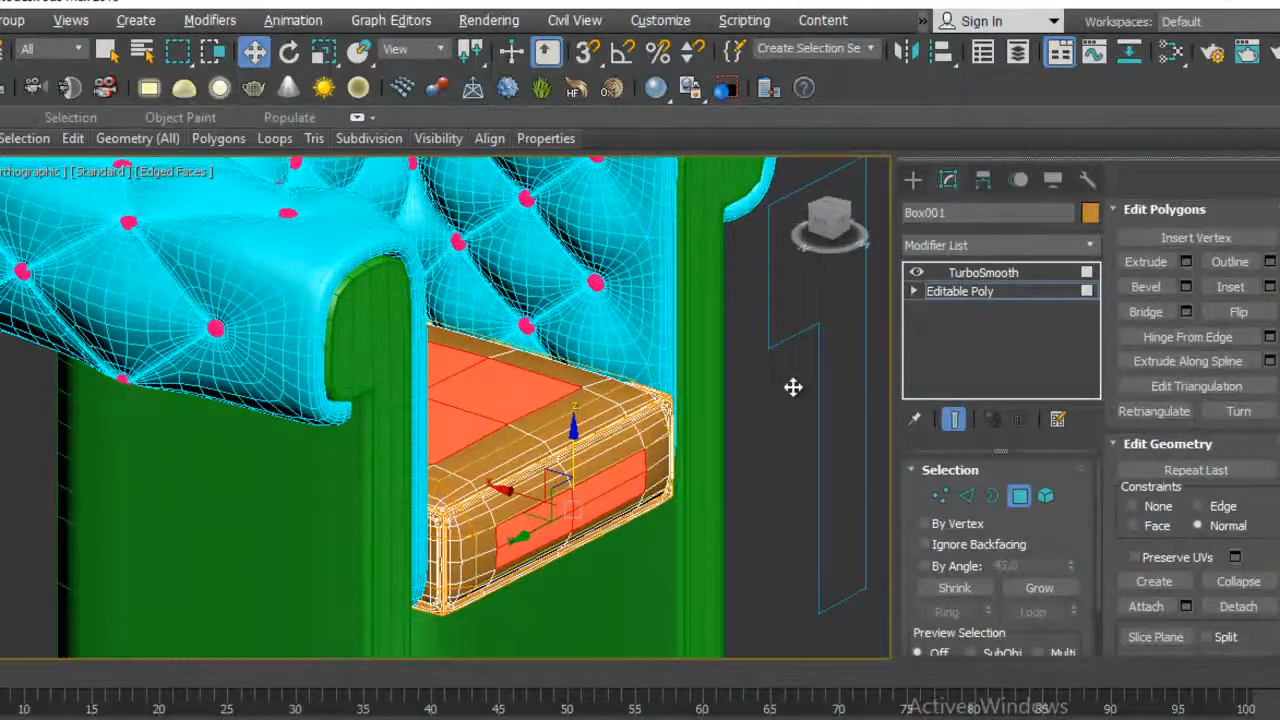 roup Views Create Modifiers Animation Graph Editors Rendering Civil View Customize Scripting Content » Sign In Workspaces: Default
All View 3 Create Selection Se
HF
Selection Object Paint Populate
Selection Edit Geometry (All) Polygons Loops Tris Subdivision Visibility Align Properties
rthographic ] [Standard ] [Edged Faces ]
Box001
Modifier List
TurboSmooth
Editable Poly
Selection
By Vertex
Ignore Backfacing
By Angle: 45.0
Shrink Grow
Ring Loop
Preview Selection
Off SubObj Multi
Edit Polygons
Insert Vertex
Extrude Outline
Bevel Inset
Bridge Flip
Hinge From Edge
Extrude Along Spline
Edit Triangulation
Retriangulate Turn
Edit Geometry
Repeat Last
Constraints
None Edge
Face Normal
Preserve UVs
Create Collapse
Attach Detach
Slice Plane Split
z
10 15 20 25 30 35 40 45 50 55 60 65 70 75 80 85 90 95 100
Activate Windows